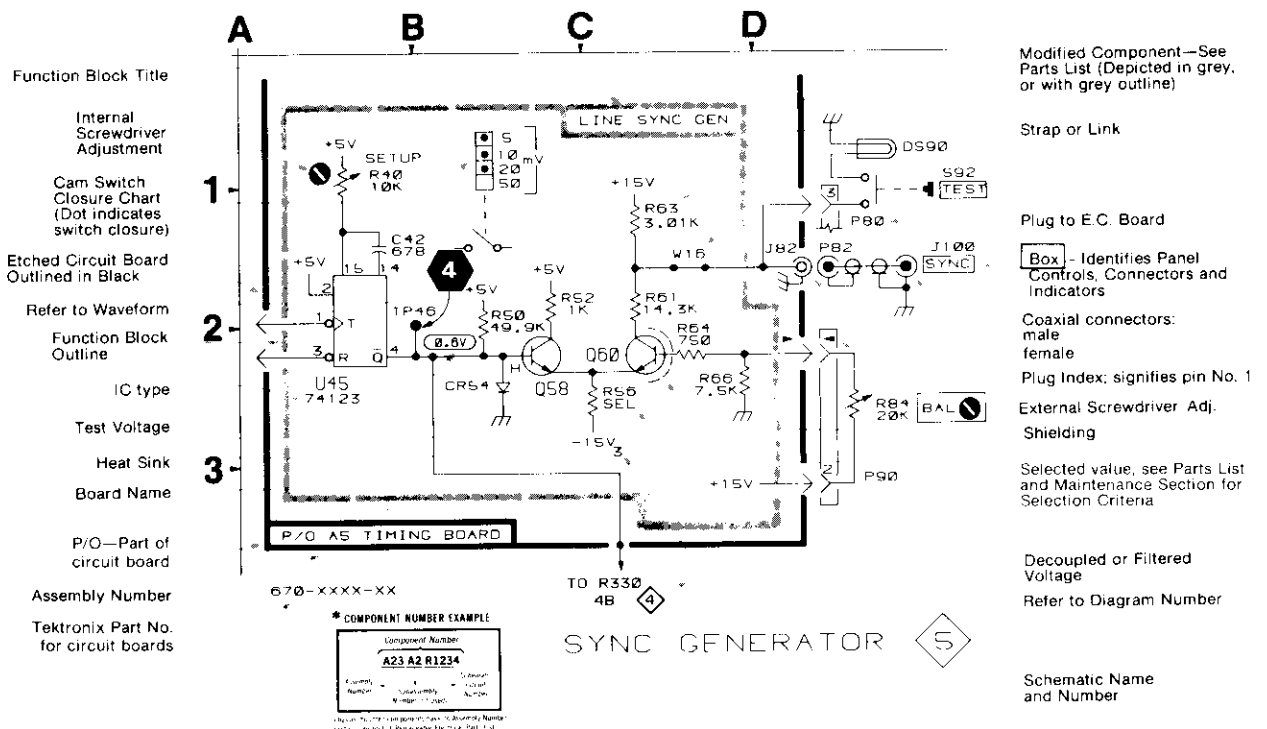 A B C D
Function Block Title
Internal
Screwdriver
Adjustment
Cam Switch
Closure Chart
(Dot indicates
switch closure)
Etched Circuit Board
Outlined in Black
Refer to Waveform
Function Block
Outline
IC type
Test Voltage
Heat Sink
Board Name
P/O—Part of
circuit board
Assembly Number
Tektronix Part No.
for circuit boards
1
2
3
LINE SYNC GEN
+5V
SETUP
R40
10K
5
10
20
50
mV
C42
678
+5V
15 14
2
1
T
3
R
Q 4
U45
74123
4
1P46
0.6V
+5V
R50
49.9K
CR54
H
Q58
+5V
R52
1K
R56
SEL
-15V3
+15V
R63
3.01K
W16
R61
14.3K
Q60
R64
750
R66
7.5K
+15V
DS90
S92
TEST
3
P80
J82
P82
J100
SYNC
R84
20K
BAL
2
P90
P/O A5 TIMING BOARD
670-XXXX-XX
TO R330
4B 4
SYNC GENERATOR 5
* COMPONENT NUMBER EXAMPLE
Component Number
A23 A2 R1234
Modified Component—See
Parts List (Depicted in grey,
or with grey outline)
Strap or Link
Plug to E.C. Board
Box - Identifies Panel
Controls, Connectors and
Indicators
Coaxial connectors:
male
female
Plug Index; signifies pin No. 1
External Screwdriver Adj.
Shielding
Selected value, see Parts List
and Maintenance Section for
Selection Criteria
Decoupled or Filtered
Voltage
Refer to Diagram Number
Schematic Name
and Number